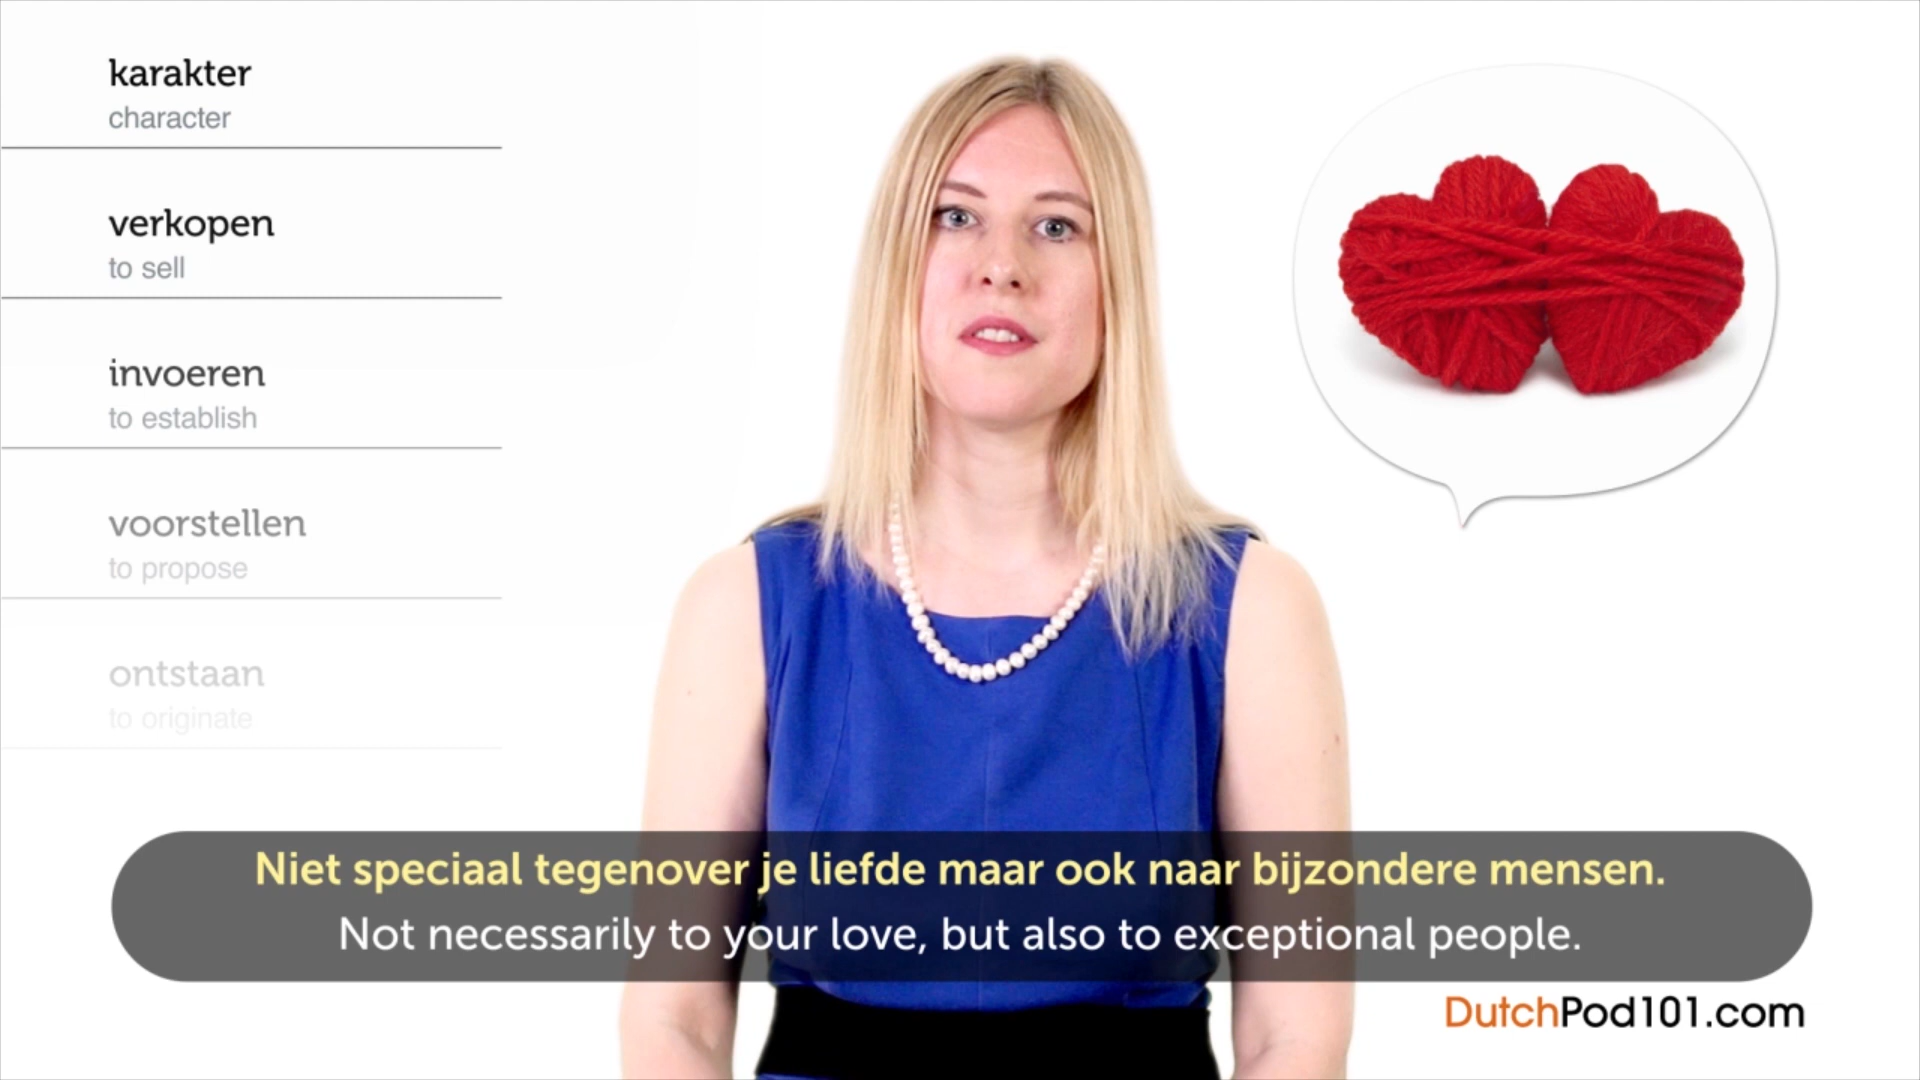 karakter
character
verkopen
to sell
invoeren
to establish
voorstellen
to propose
ontstaan
to originate
Niet speciaal tegenover je liefde maar ook naar bijzondere mensen.
Not necessarily to your love, but also to exceptional people.
DutchPod101.com